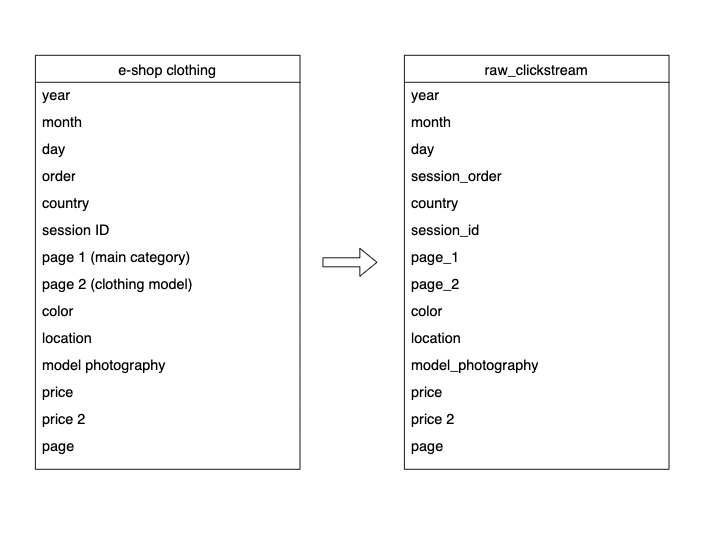 e-shop clothing
year
month
day
order
country
session ID
page 1 (main category)
page 2 (clothing model)
color
location
model photography
price
price 2
page
raw_clickstream
year
month
day
session_order
country
session_id
page_1
page_2
color
location
model_photography
price
price 2
page